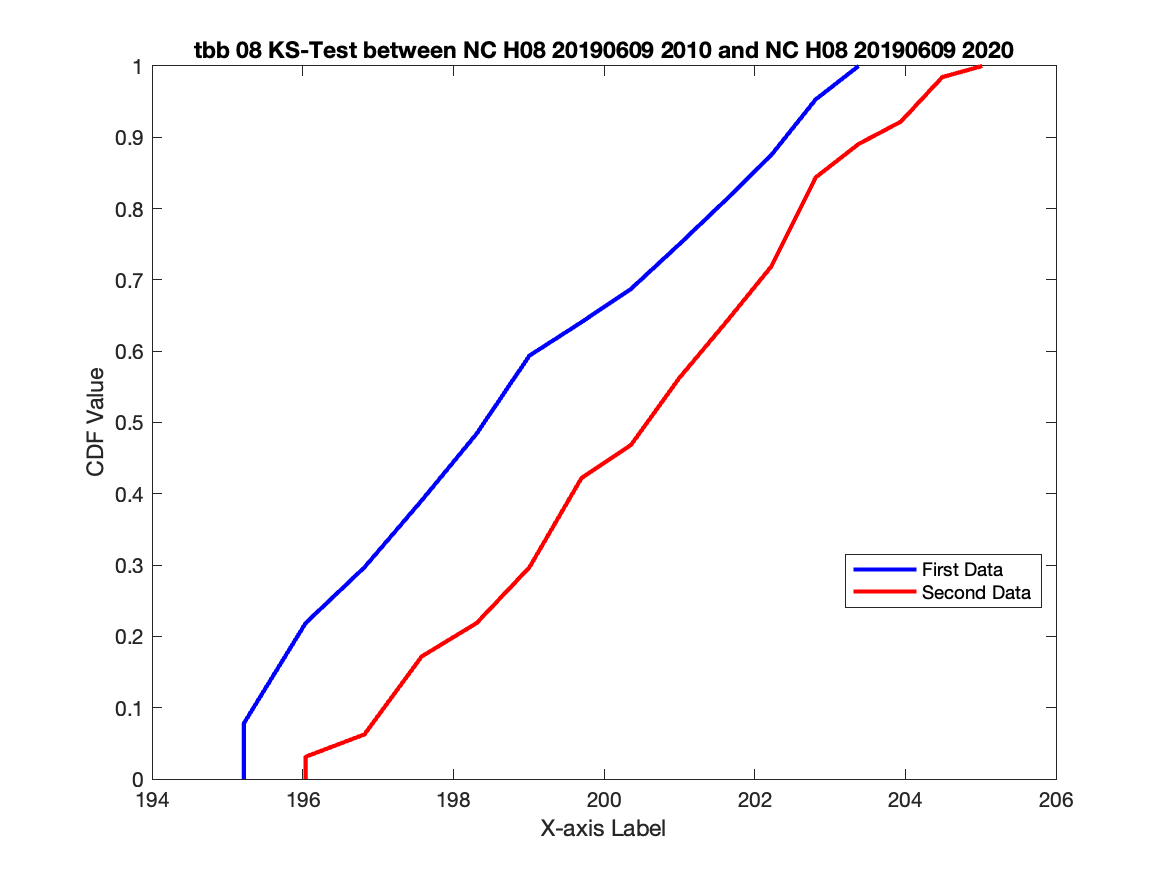 tbb 08 KS-Test between NC H08 20190609 2010 and NC H08 20190609 2020
1
0.9
0.8
0.7
0.6
0.5
0.4
0.3
0.2
0.1
0
CDF Value
First Data
Second Data
194 196 198 200 202 204 206
X-axis Label